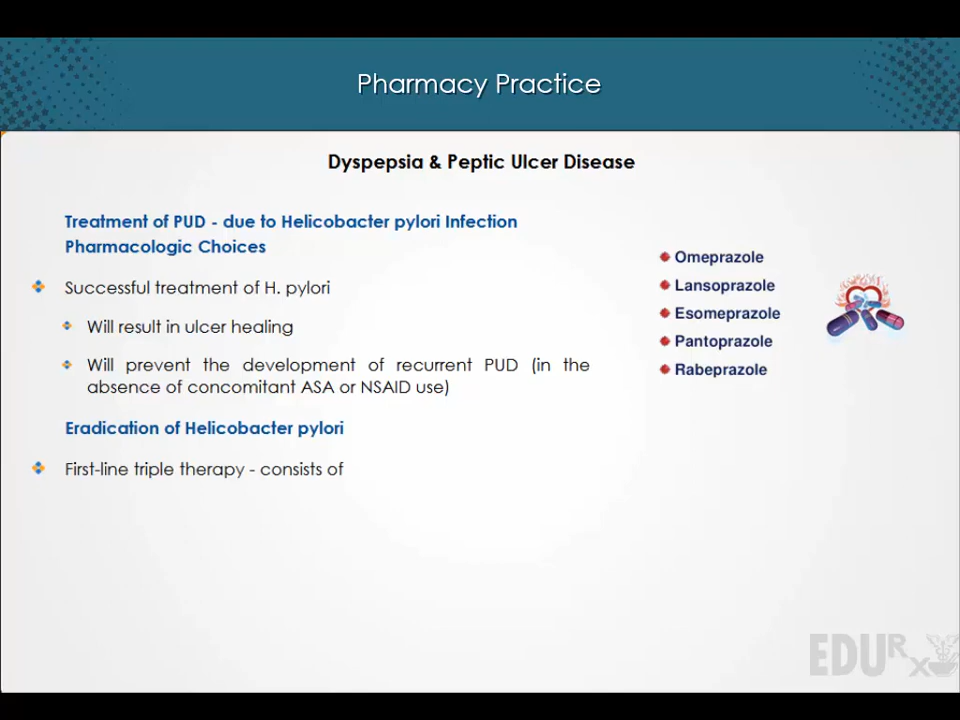 Pharmacy Practice
Dyspepsia & Peptic Ulcer Disease
Treatment of PUD - due to Helicobacter pylori Infection
Pharmacologic Choices
Successful treatment of H. pylori
Will result in ulcer healing
Will prevent the development of recurrent PUD (in the
absence of concomitant ASA or NSAID use)
Eradication of Helicobacter pylori
First-line triple therapy - consists of
Omeprazole
Lansoprazole
Esomeprazole
Pantoprazole
Rabeprazole
EDURx